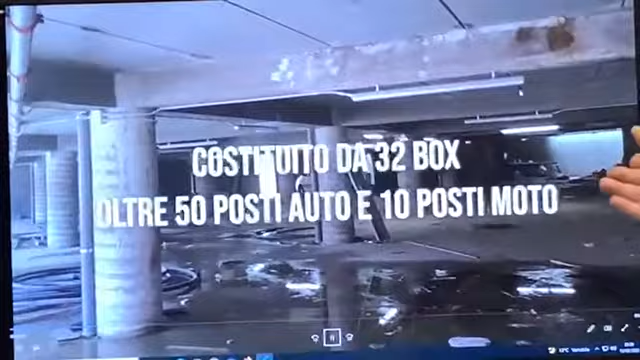 COSTITUITO DA 32 BOX
OLTRE 50 POSTI AUTO E 10 POSTI MOTO